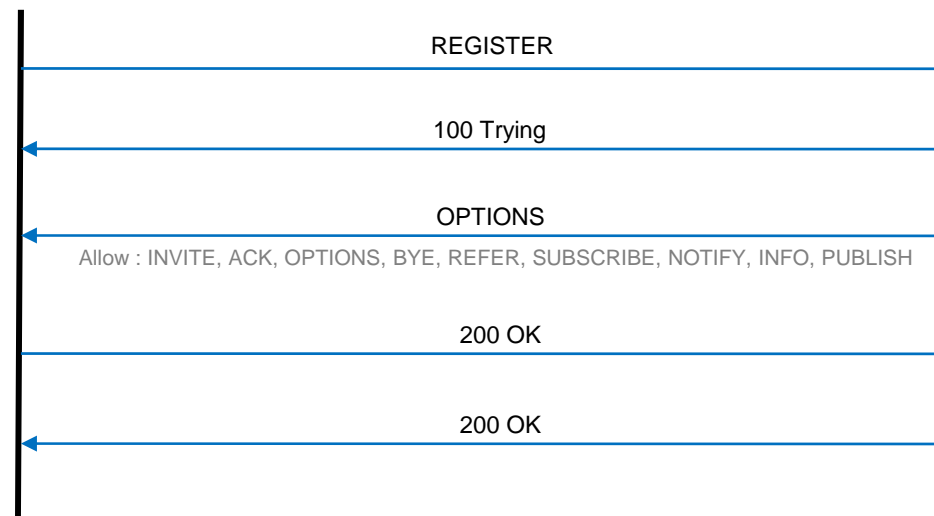 REGISTER
100 Trying
OPTIONS
Allow : INVITE, ACK, OPTIONS, BYE, REFER, SUBSCRIBE, NOTIFY, INFO, PUBLISH
200 OK
200 OK